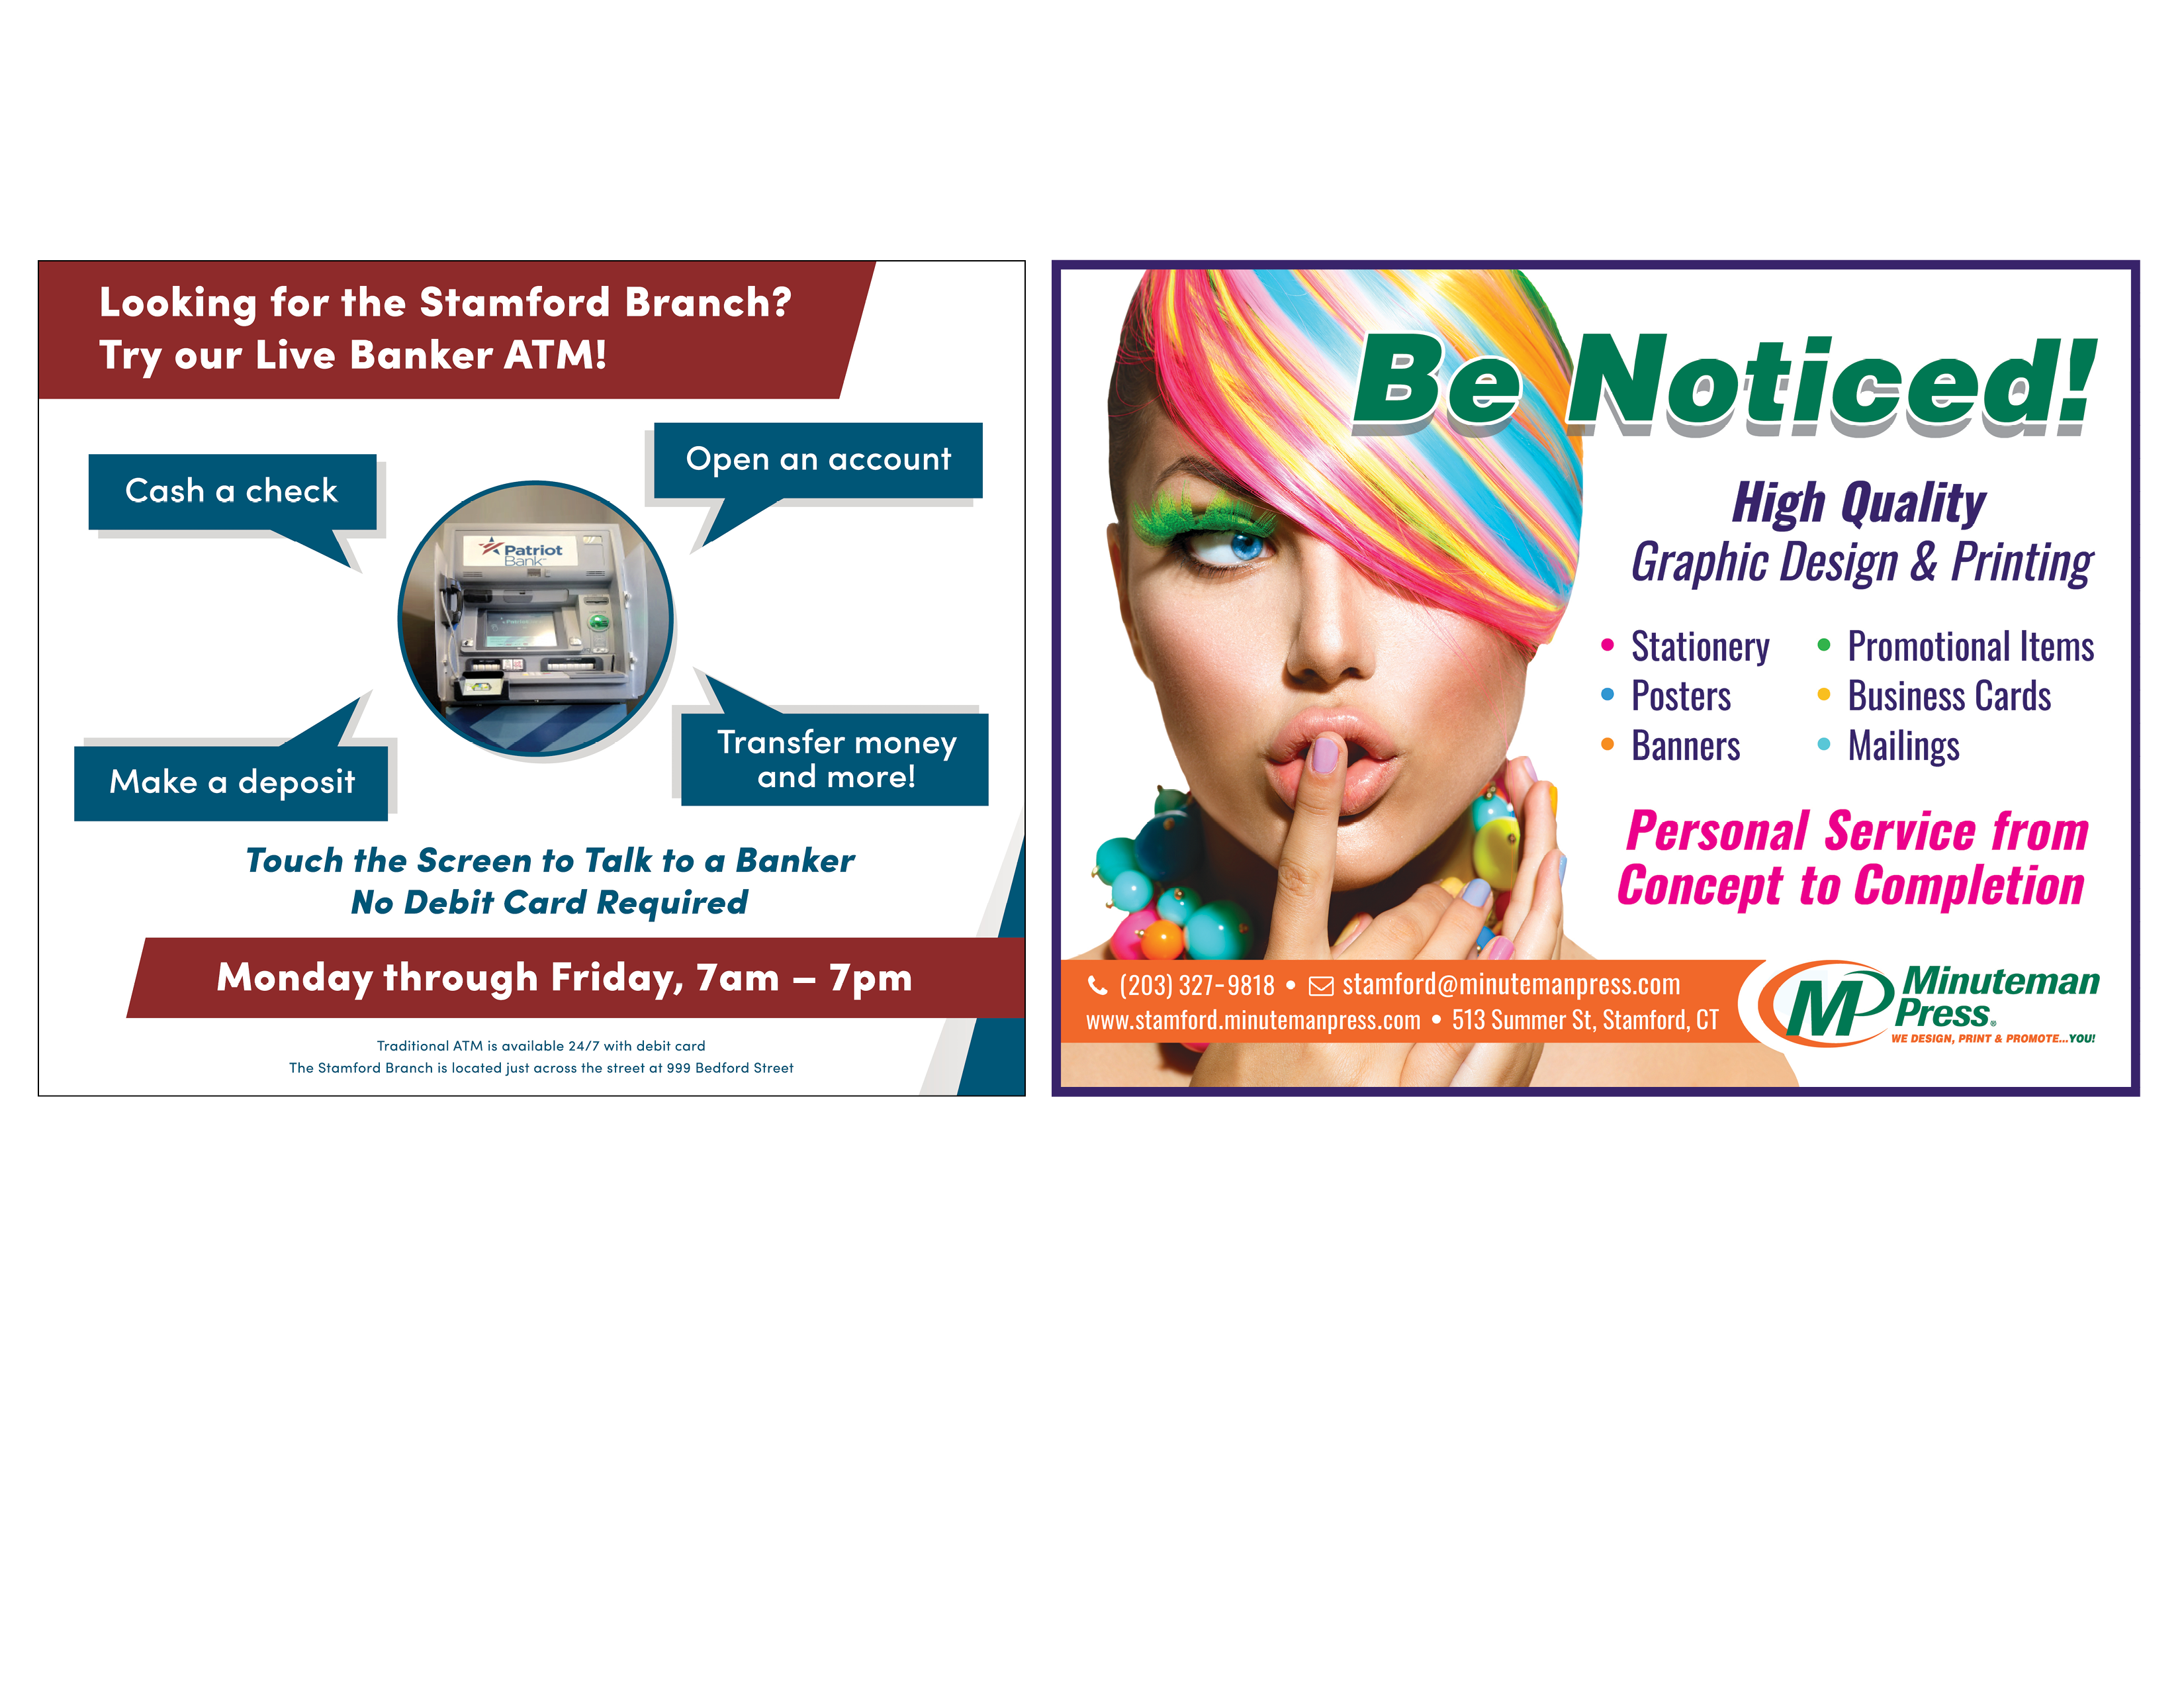 Looking for the Stamford Branch?
Try our Live Banker ATM!
Cash a check
Open an account
Patriot
Bank
Make a deposit
Transfer money
and more!
Touch the Screen to Talk to a Banker
No Debit Card Required
Monday through Friday, 7am – 7pm
Traditional ATM is available 24/7 with debit card
The Stamford Branch is located just across the street at 999 Bedford Street
Be Noticed!
High Quality
Graphic Design & Printing
• Stationery
• Posters
• Banners
• Promotional Items
• Business Cards
• Mailings
Personal Service from
Concept to Completion
(203) 327-9818 • stamford@minutemanpress.com
www.stamford.minutemanpress.com • 513 Summer St, Stamford, CT
MP
Minuteman
Press®
WE DESIGN, PRINT & PROMOTE...YOU!